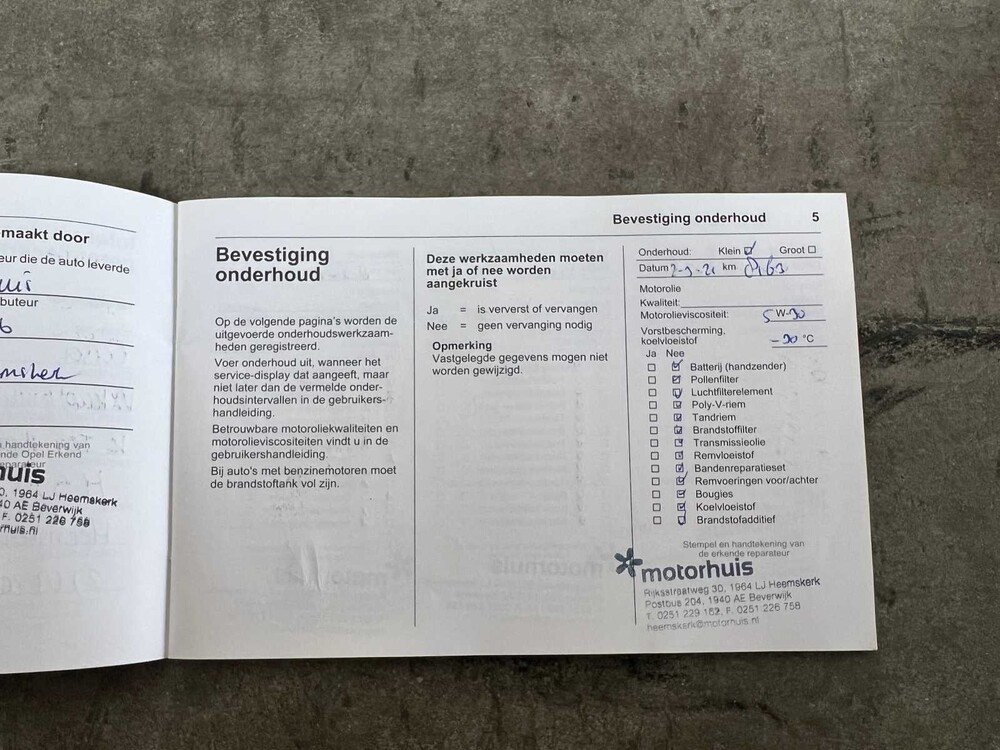 maakt door
eur die de auto leverde
uis
buteur
handtekening van
nde Opel Erkend
eparateur
huis
0, 1964 LJ Heemskerk
40 AE Beverwijk
F. 0251 226 758
rhuis.nl
Bevestiging onderhoud 5
Bevestiging
onderhoud
Op de volgende pagina's worden de
uitgevoerde onderhoudswerkzaam-
heden geregistreerd.
Voer onderhoud uit, wanneer het
service-display dat aangeeft, maar
niet later dan de vermelde onder-
houdsintervallen in de gebruikers-
handleiding.
Betrouwbare motoroliekwaliteiten en
motorolieviscositeiten vindt u in de
gebruikershandleiding.
Bij auto's met benzinemotoren moet
de brandstoftank vol zijn.
Deze werkzaamheden moeten
met ja of nee worden
aangekruist
Ja = is ververst of vervangen
Nee = geen vervanging nodig
Opmerking
Vastgelegde gegevens mogen niet
worden gewijzigd.
Onderhoud: Klein Groot
Datum km
Motorolie
Kwaliteit:
Motorolieviscositeit: 5 W-30
Vorstbescherming,
koelvloeistof -30 °C
Ja Nee
Batterij (handzender)
Pollenfilter
Luchtfilterelement
Poly-V-riem
Tandriem
Brandstoffilter
Transmissieolie
Remvloeistof
Bandenreparatieset
Remvoeringen voor/achter
Bougies
Koelvloeistof
Brandstofadditief
Stempel en handtekening van
de erkende reparateur
motorhuis
Rijksstraatweg 30, 1964 LJ Heemskerk
Postbus 204, 1940 AE Beverwijk
T. 0251 229 152, F. 0251 226 758
heemskerk@motorhuis.nl